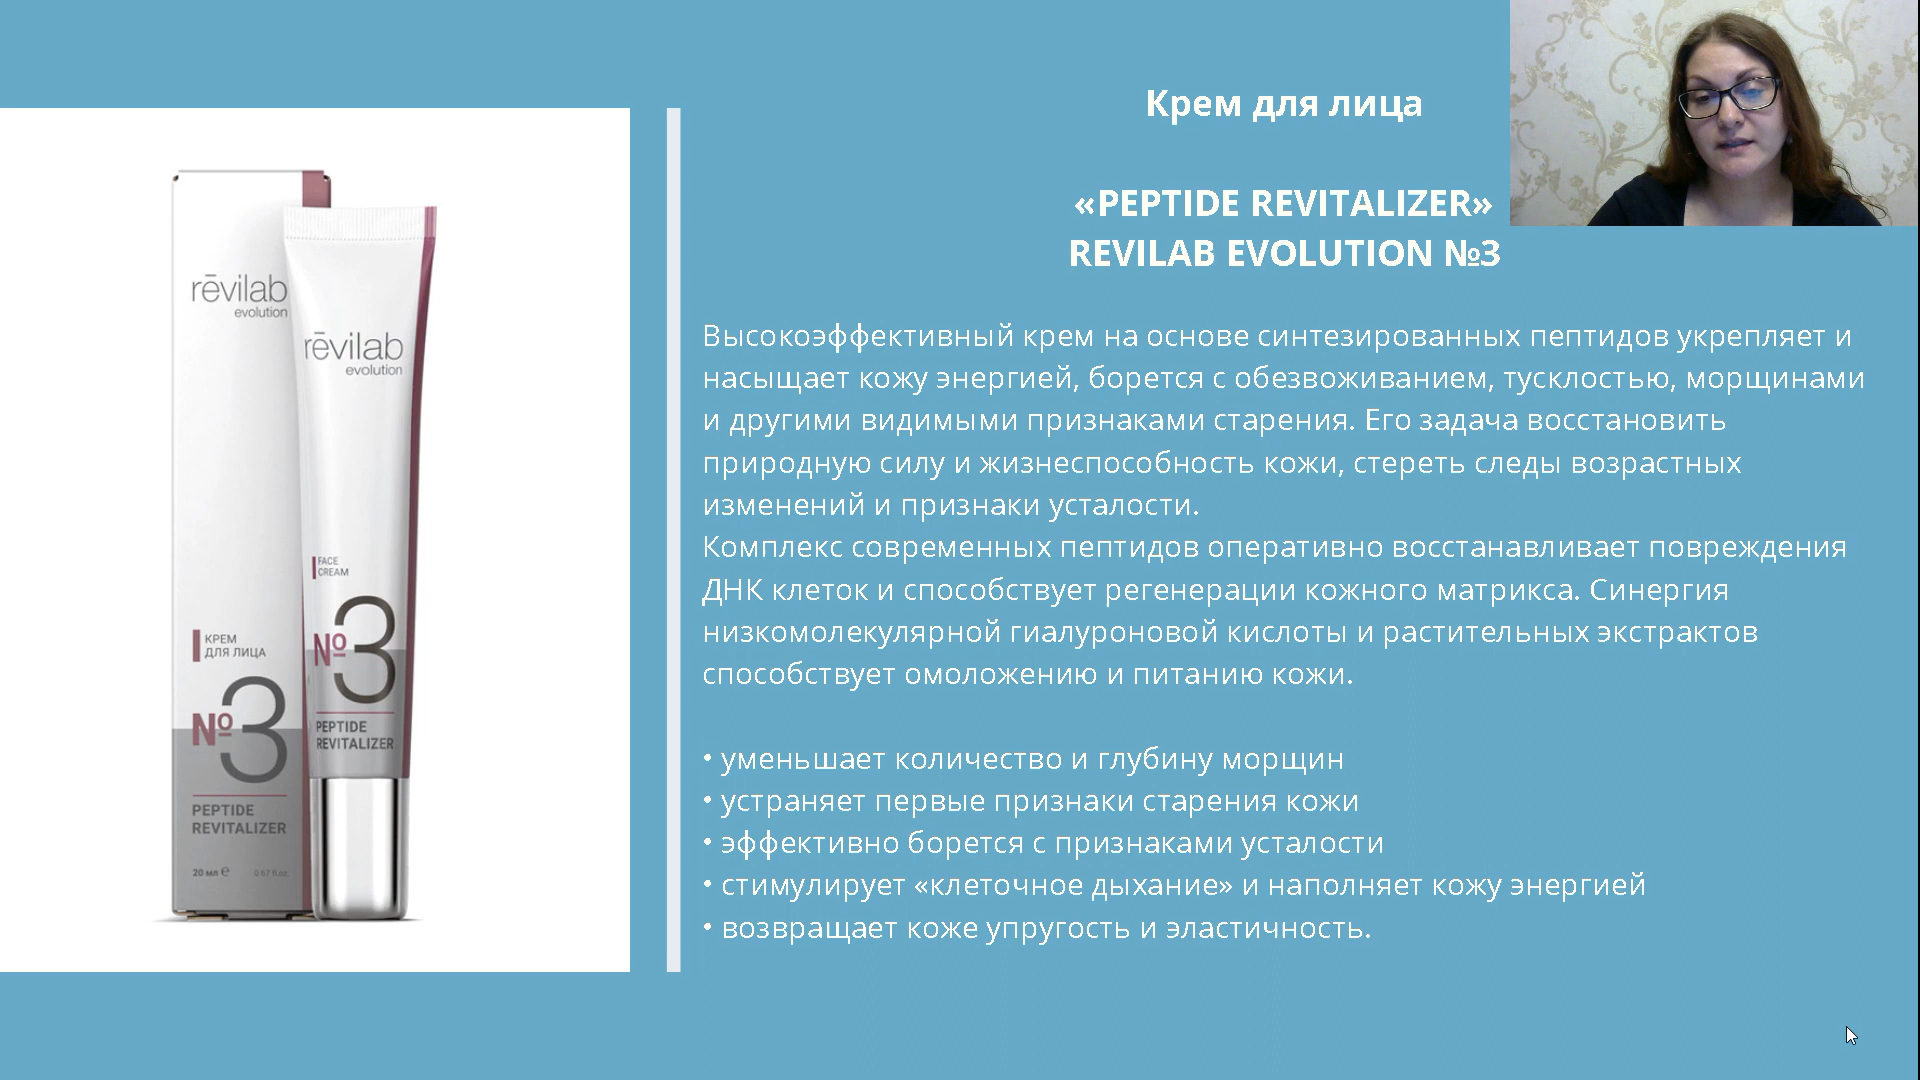 Крем для лица
«PEPTIDE REVITALIZER»
REVILAB EVOLUTION №3
Высокоэффективный крем на основе синтезированных пептидов укрепляет и
насыщает кожу энергией, борется с обезвоживанием, тусклостью, морщинами
и другими видимыми признаками старения. Его задача восстановить
природную силу и жизнеспособность кожи, стереть следы возрастных
изменений и признаки усталости.
Комплекс современных пептидов оперативно восстанавливает повреждения
ДНК клеток и способствует регенерации кожного матрикса. Синергия
низкомолекулярной гиалуроновой кислоты и растительных экстрактов
способствует омоложению и питанию кожи.
• уменьшает количество и глубину морщин
• устраняет первые признаки старения кожи
• эффективно борется с признаками усталости
• стимулирует «клеточное дыхание» и наполняет кожу энергией
• возвращает коже упругость и эластичность.
rēvilab
evolution
КРЕМ
ДЛЯ ЛИЦА
№3
PEPTIDE
REVITALIZER
20 мл ℮ 0.67 fl.oz
rēvilab
evolution
FACE
CREAM
№3
PEPTIDE
REVITALIZER